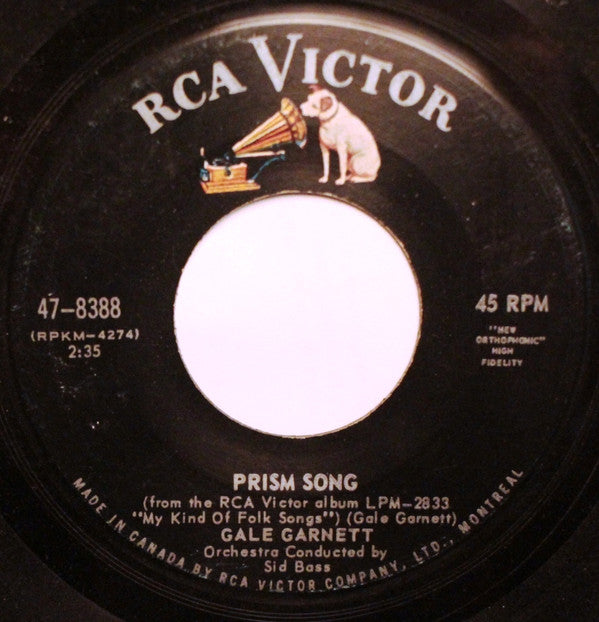 RCA VICTOR
47-8388
(RPKM-4274)
2:35
45 RPM
"NEW
ORTHOPHONIC"
HIGH
FIDELITY
PRISM SONG
(from the RCA Victor album LPM-2833
"My Kind Of Folk Songs") (Gale Garnett)
GALE GARNETT
Orchestra Conducted by
Sid Bass
MADE IN CANADA BY RCA VICTOR COMPANY, LTD., MONTREAL